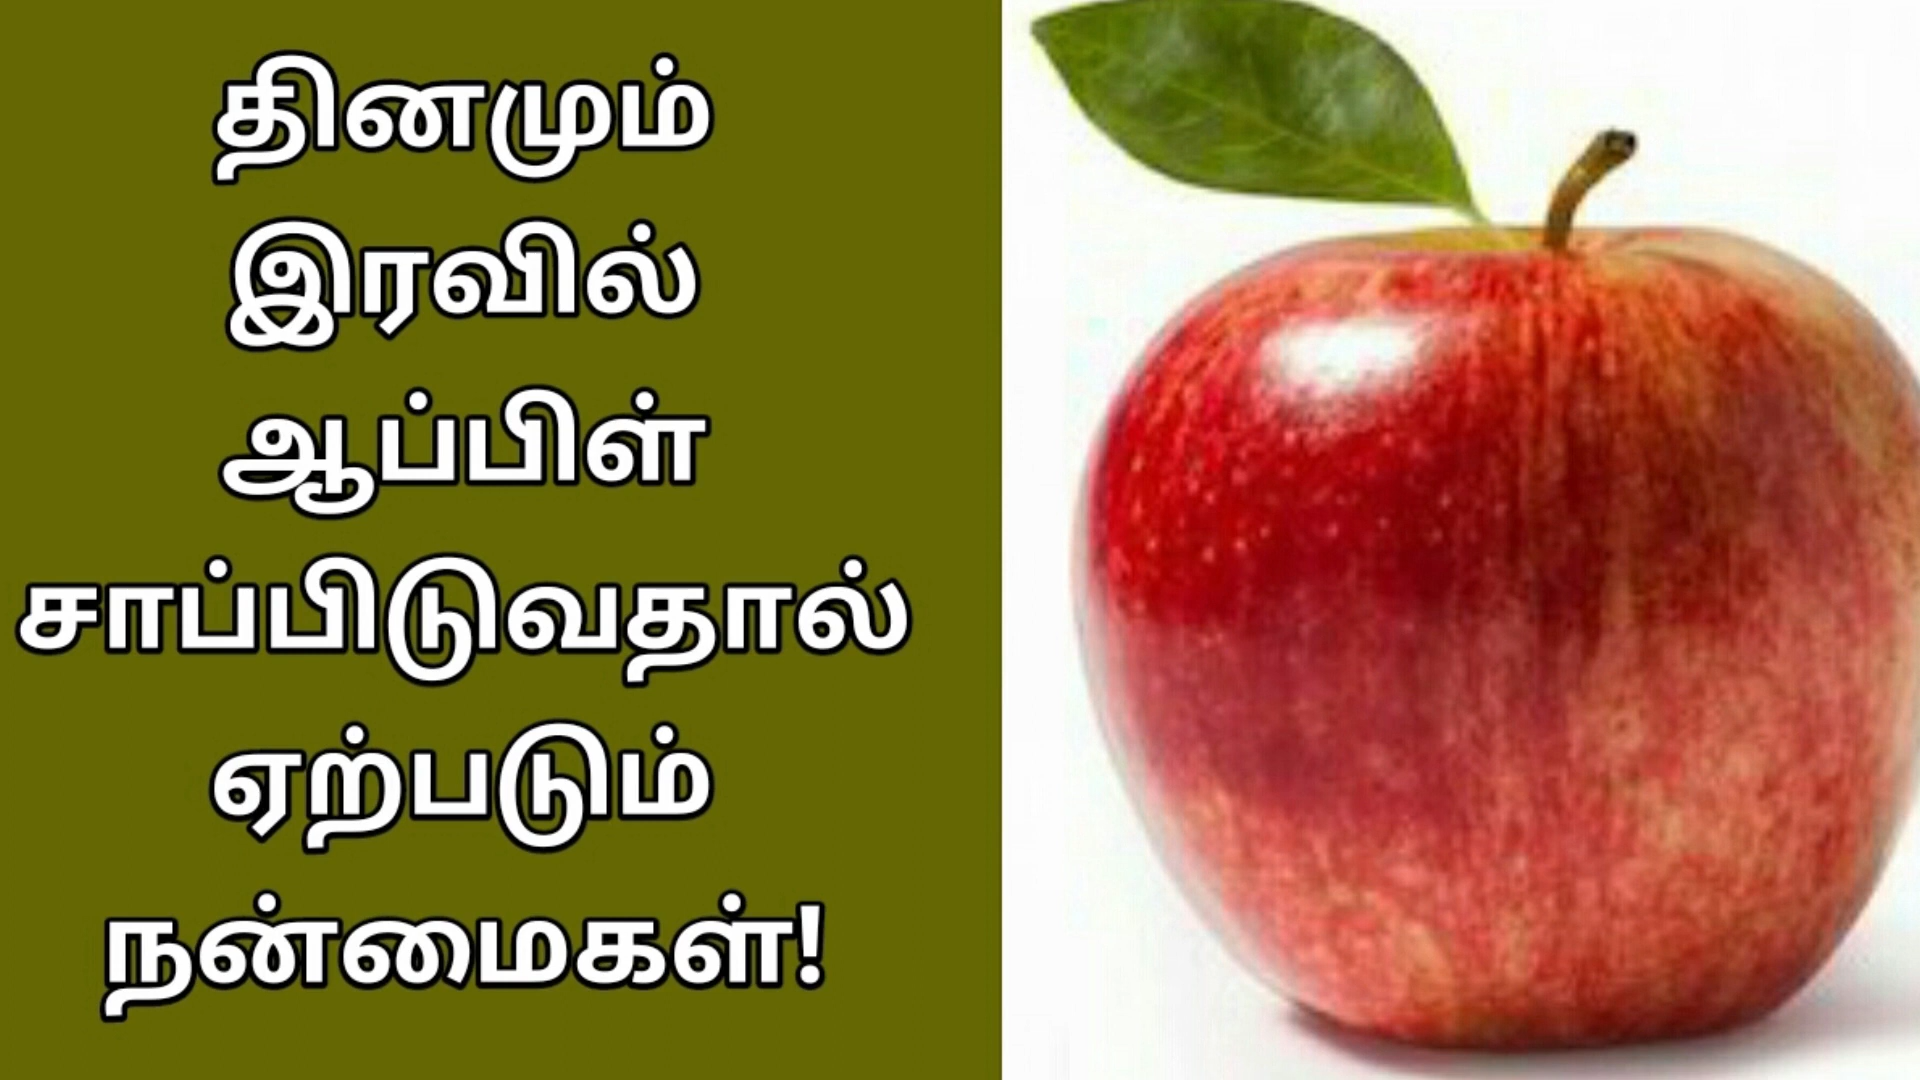 தினமும்
இரவில்
ஆப்பிள்
சாப்பிடுவதால்
ஏற்படும்
நன்மைகள்!